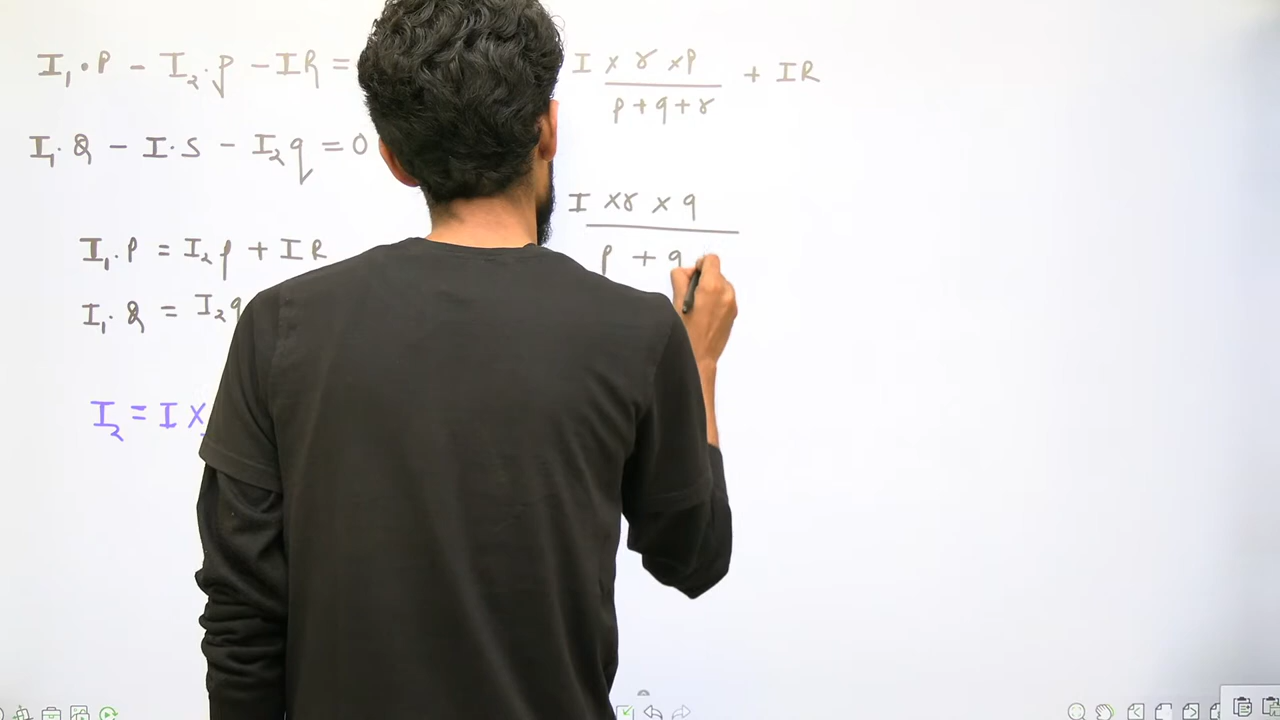 I₁·P - I₂·p - IR =
I₁·Q - I·S - I₂q = 0
I₁·P = I₂p + IR
I₁·Q = I₂q
I₂ = I ×
I × r × p
p + q + r
+ IR
I × r × q
p + q